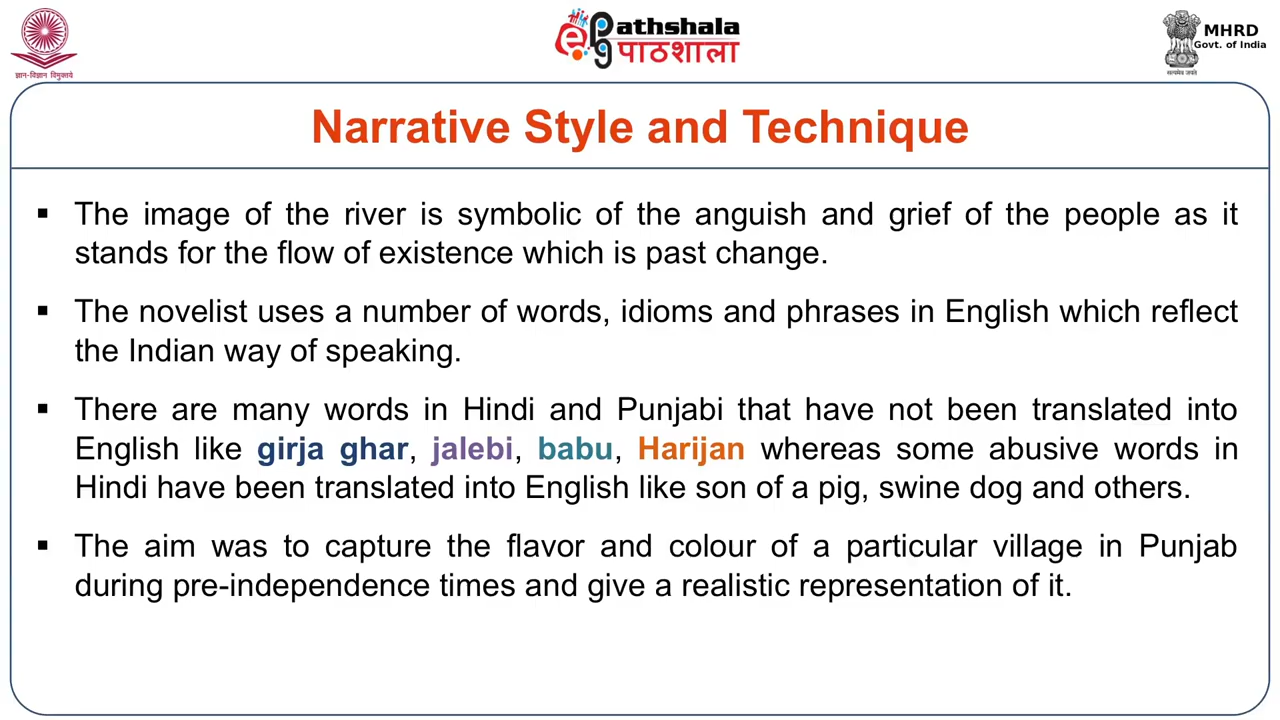 ज्ञान-विज्ञान विमुक्तये
ePG Pathshala
पाठशाला
MHRD
Govt. of India
सत्यमेव जयते
Narrative Style and Technique
▪ The image of the river is symbolic of the anguish and grief of the people as it
stands for the flow of existence which is past change.
▪ The novelist uses a number of words, idioms and phrases in English which reflect
the Indian way of speaking.
▪ There are many words in Hindi and Punjabi that have not been translated into
English like girja ghar, jalebi, babu, Harijan whereas some abusive words in
Hindi have been translated into English like son of a pig, swine dog and others.
▪ The aim was to capture the flavor and colour of a particular village in Punjab
during pre-independence times and give a realistic representation of it.